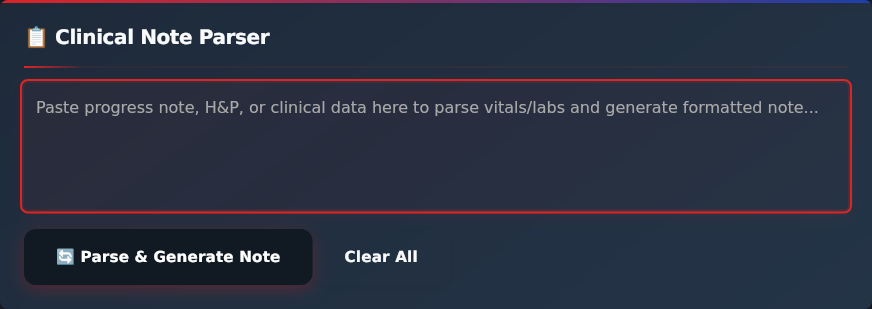 📋 Clinical Note Parser
Paste progress note, H&P, or clinical data here to parse vitals/labs and generate formatted note...
🔄 Parse & Generate Note
Clear All